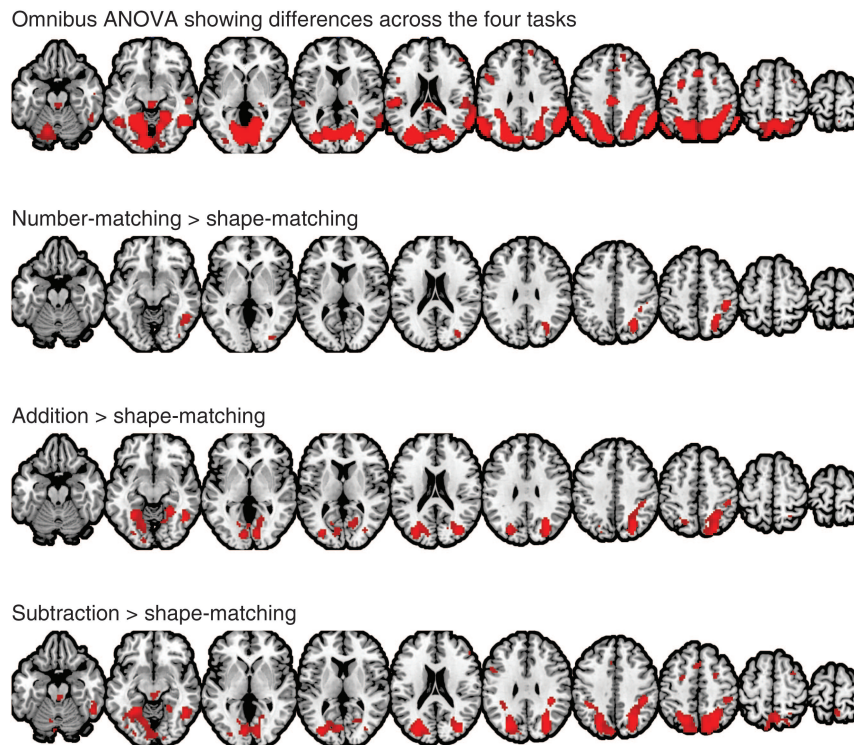 Omnibus ANOVA showing differences across the four tasks
Number-matching > shape-matching
Addition > shape-matching
Subtraction > shape-matching